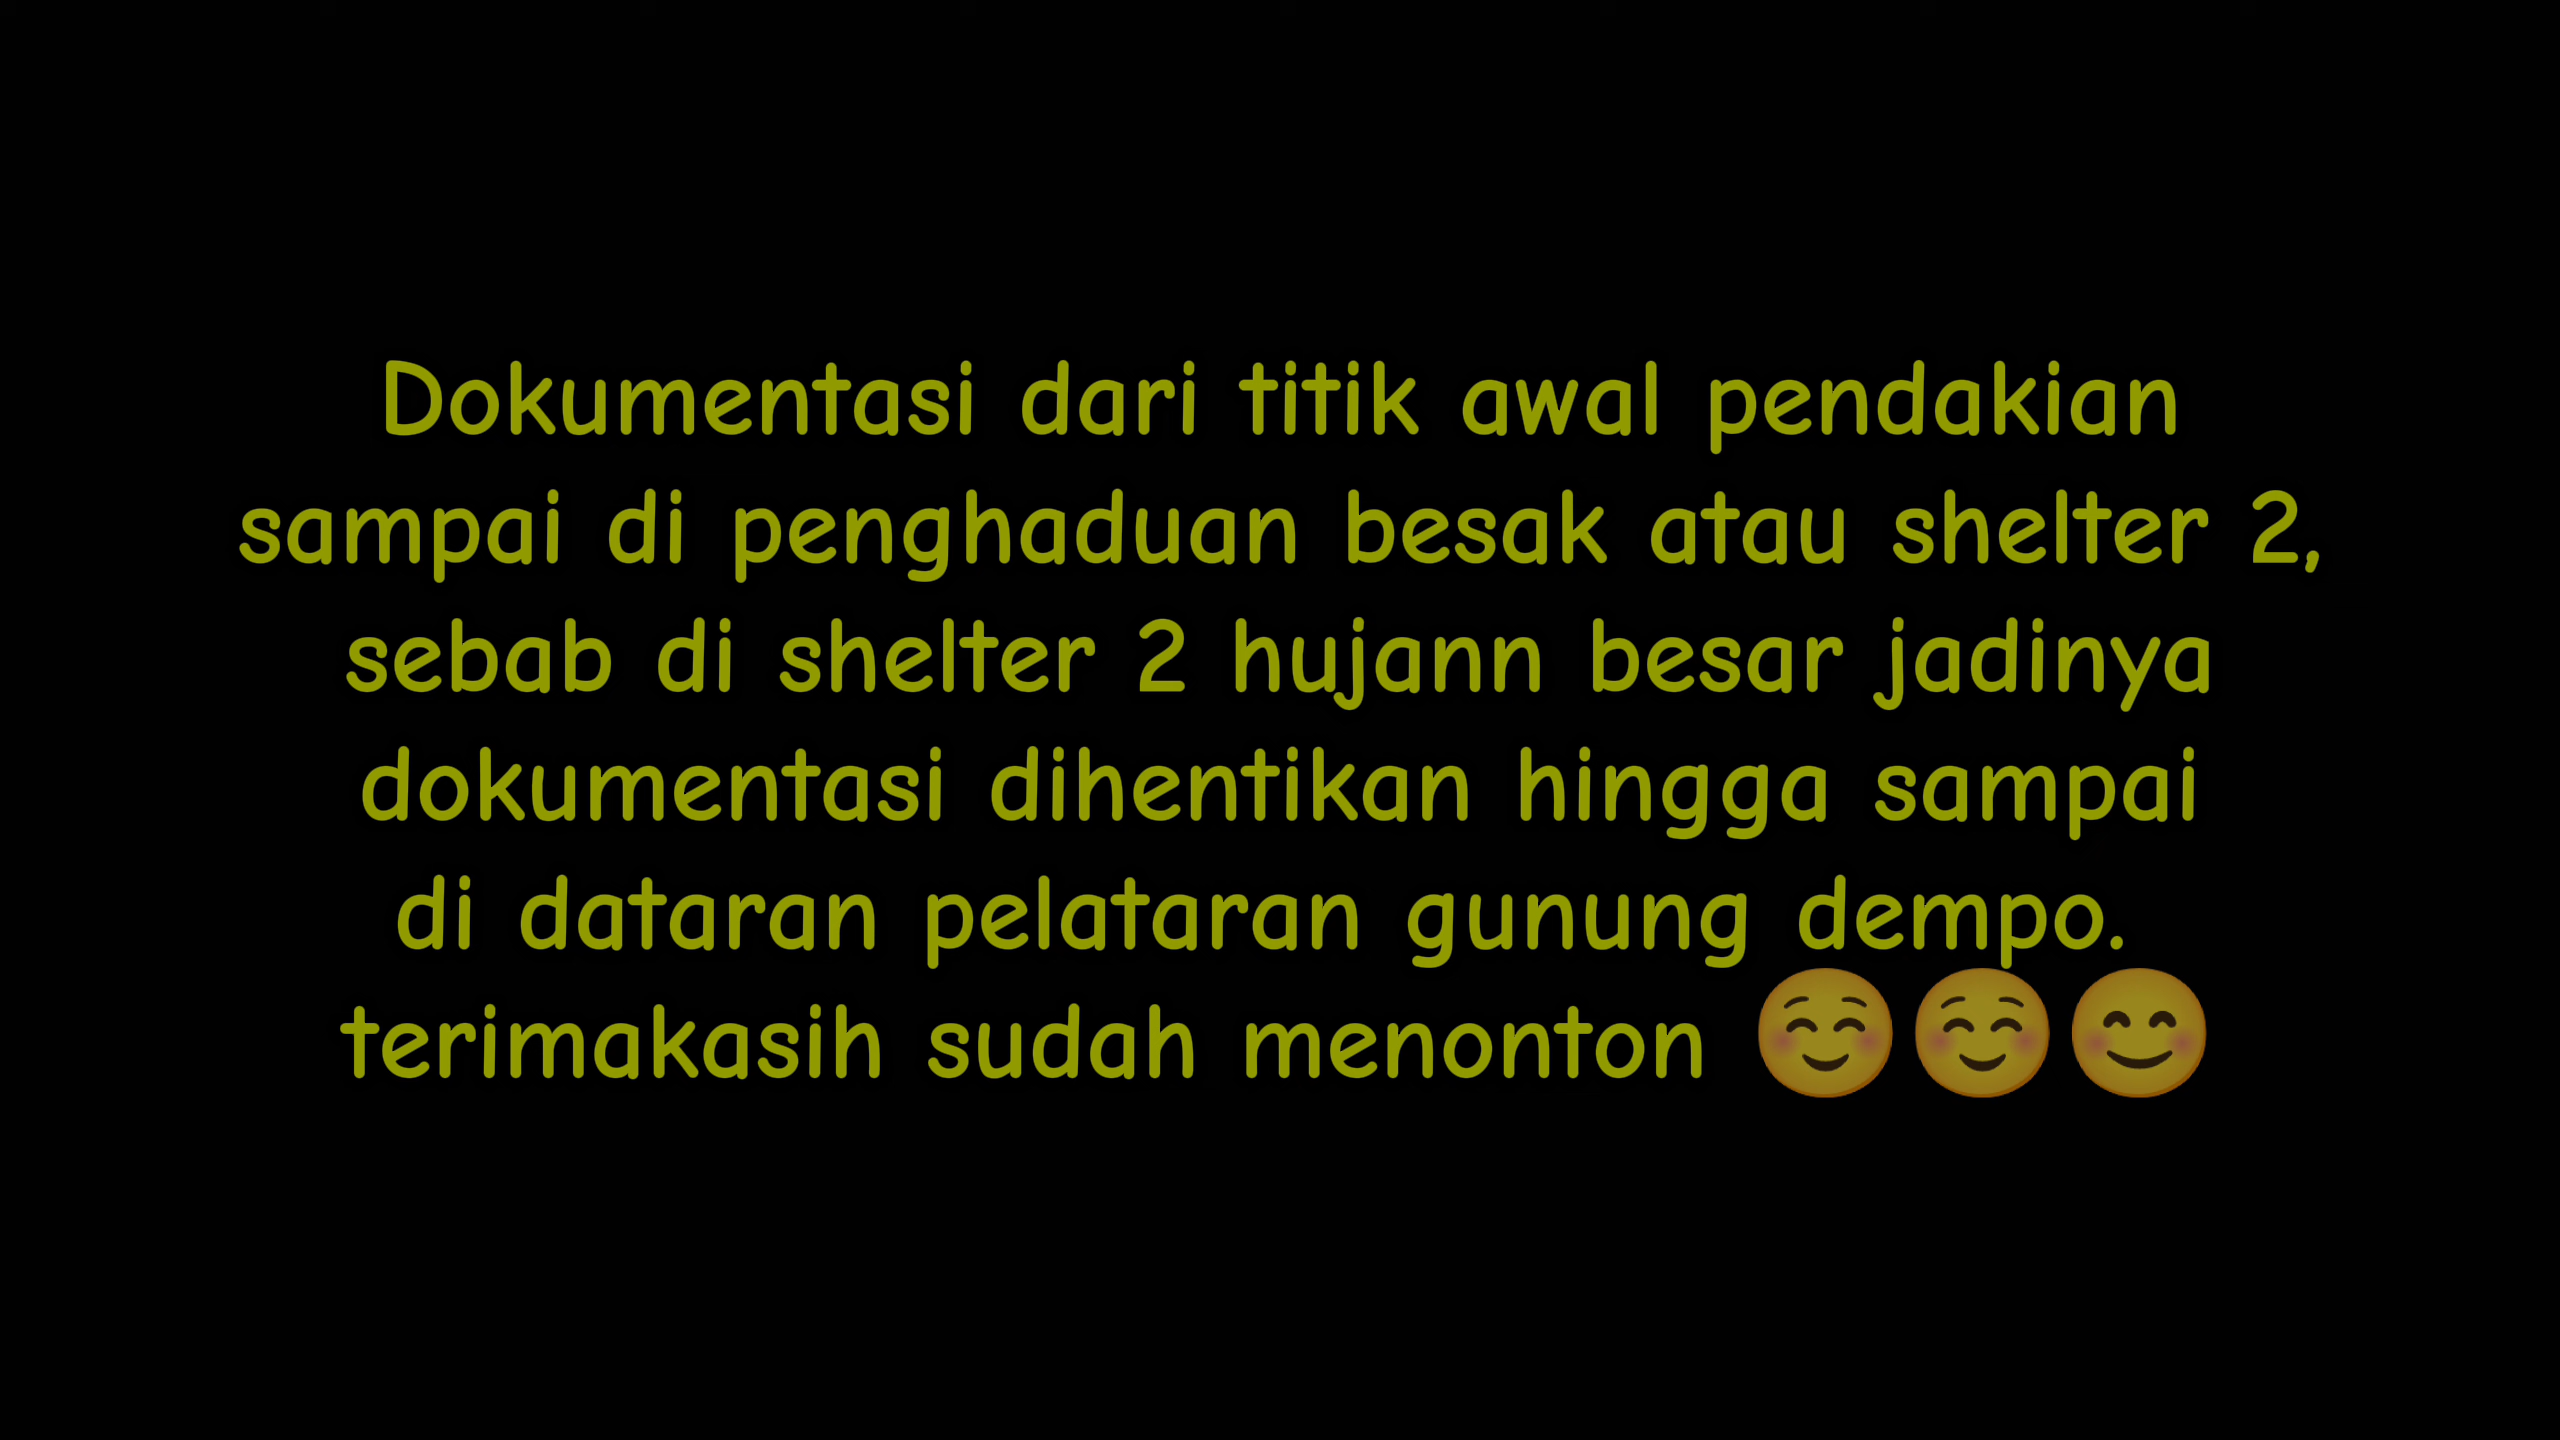 Dokumentasi dari titik awal pendakian
sampai di penghaduan besak atau shelter 2,
sebab di shelter 2 hujann besar jadinya
dokumentasi dihentikan hingga sampai
di dataran pelataran gunung dempo.
terimakasih sudah menonton ☺️☺️😊